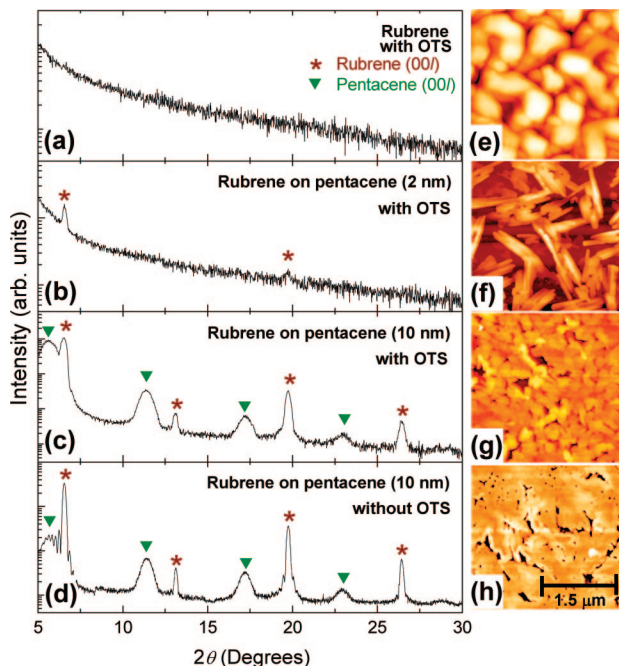 Rubrene
with OTS
* Rubrene (00l)
▼ Pentacene (00l)
(a)
(e)
*
Rubrene on pentacene (2 nm)
with OTS
*
(b)
(f)
Rubrene on pentacene (10 nm)
with OTS
▼ * ▼ * ▼ * ▼ *
(c)
(g)
Rubrene on pentacene (10 nm)
without OTS
▼ * ▼ * ▼ * ▼ *
(d)
(h)
1.5 μm
Intensity (arb. units)
5 10 15 20 25 30
2θ (Degrees)